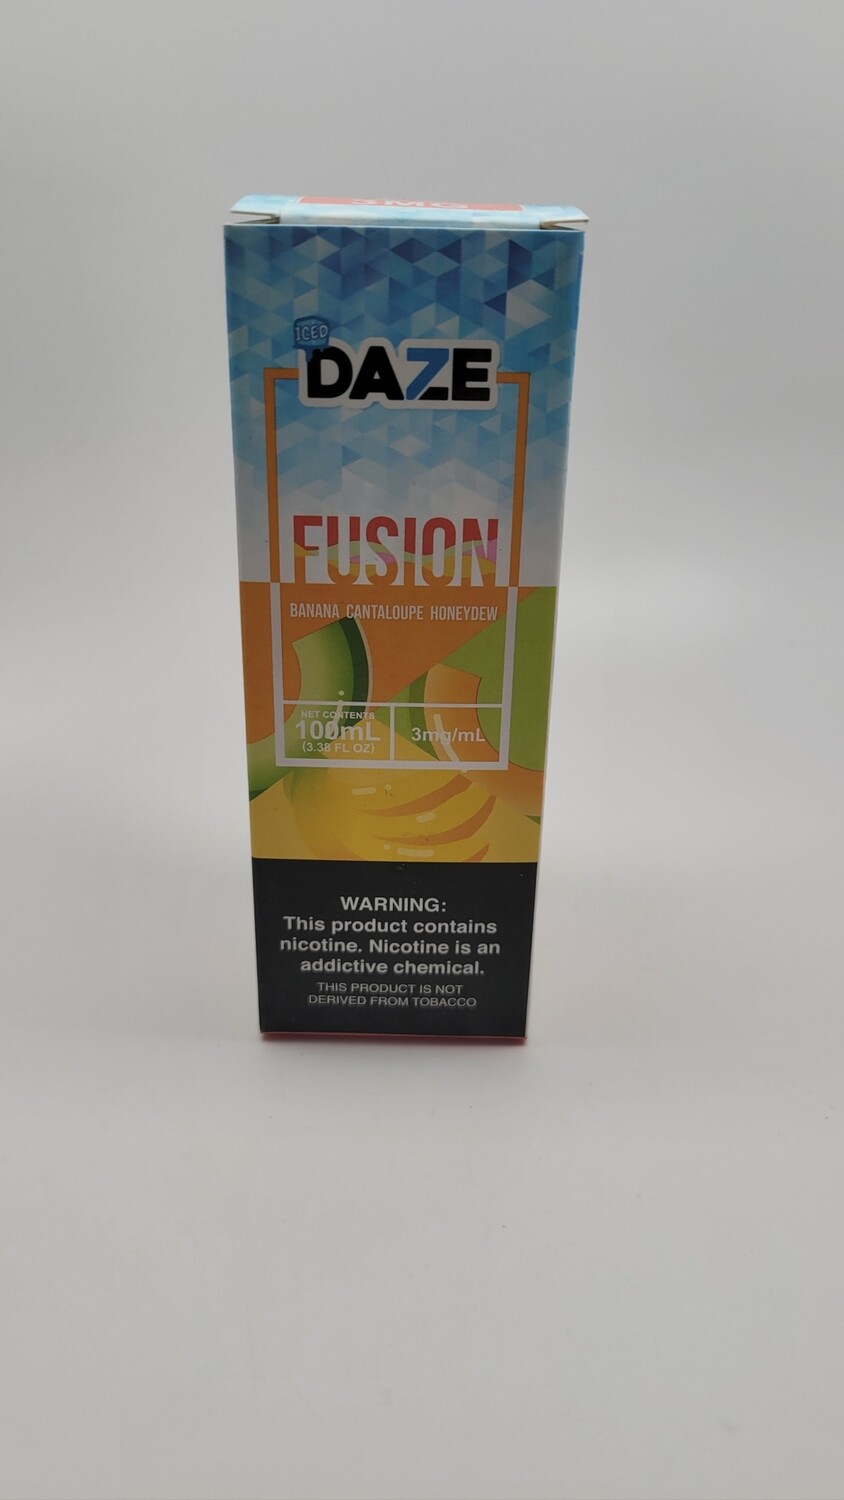 3MG
ICED
DAZE
FUSION
BANANA CANTALOUPE HONEYDEW
NET CONTENTS
100mL
(3.38 FL OZ)
3mg/mL
WARNING:
This product contains
nicotine. Nicotine is an
addictive chemical.
THIS PRODUCT IS NOT
DERIVED FROM TOBACCO